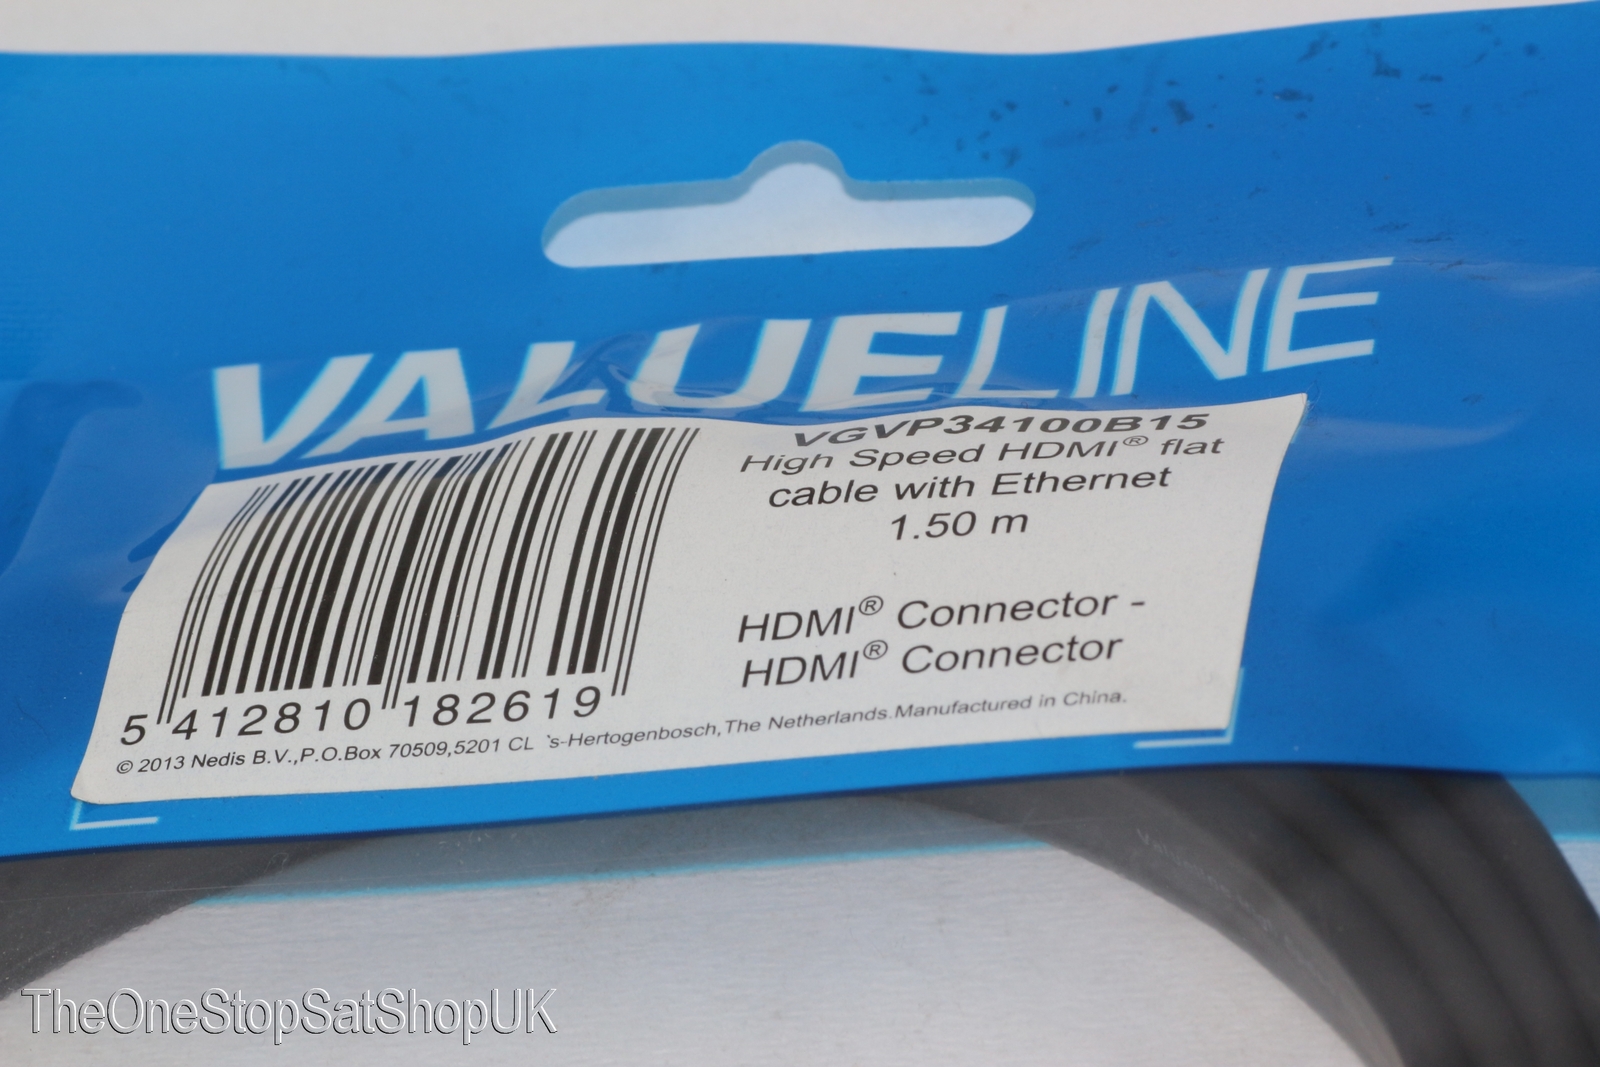 VALUELINE
VGVP34100B15
High Speed HDMI® flat
cable with Ethernet
1.50 m
HDMI® Connector -
HDMI® Connector
5 412810 182619
© 2013 Nedis B.V.,P.O.Box 70509,5201 CL 's-Hertogenbosch,The Netherlands.Manufactured in China.
TheOneStopSatShopUK